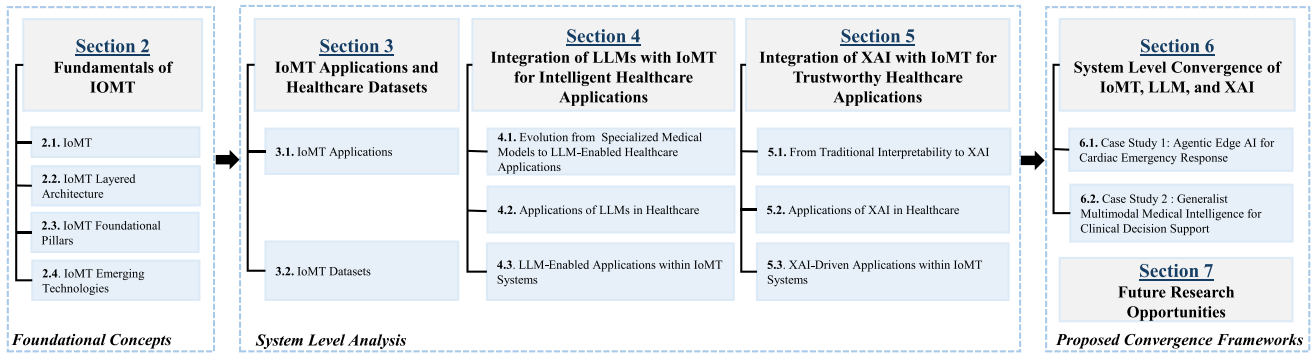 Section 2
Fundamentals of
IOMT
2.1. IoMT
2.2. IoMT Layered
Architecture
2.3. IoMT Foundational
Pillars
2.4. IoMT Emerging
Technologies
Foundational Concepts
Section 3
IoMT Applications and
Healthcare Datasets
3.1. IoMT Applications
3.2. IoMT Datasets
Section 4
Integration of LLMs with IoMT
for Intelligent Healthcare
Applications
4.1. Evolution from Specialized Medical
Models to LLM-Enabled Healthcare
Applications
4.2. Applications of LLMs in Healthcare
4.3. LLM-Enabled Applications within IoMT
Systems
Section 5
Integration of XAI with IoMT for
Trustworthy Healthcare
Applications
5.1. From Traditional Interpretability to XAI
5.2. Applications of XAI in Healthcare
5.3. XAI-Driven Applications within IoMT
Systems
System Level Analysis
Section 6
System Level Convergence of
IoMT, LLM, and XAI
6.1. Case Study 1: Agentic Edge AI for
Cardiac Emergency Response
6.2. Case Study 2 : Generalist
Multimodal Medical Intelligence for
Clinical Decision Support
Section 7
Future Research
Opportunities
Proposed Convergence Frameworks